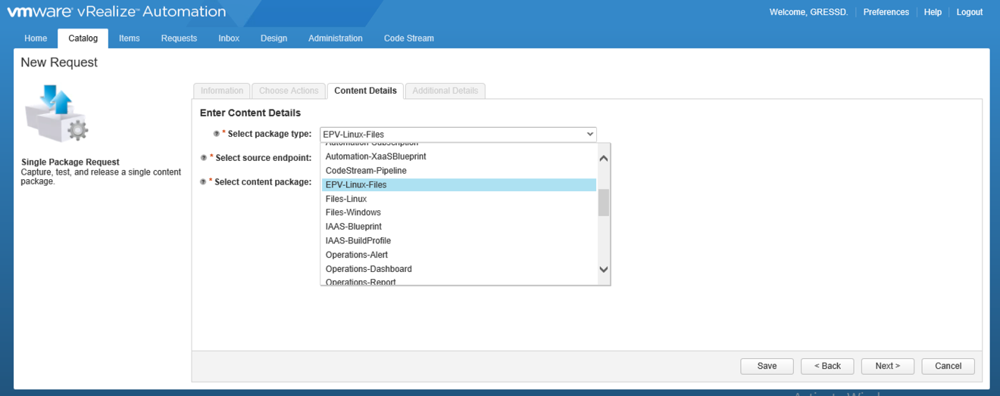 vmware® vRealize™ Automation
Welcome, GRESSD. Preferences Help Logout
Home Catalog Items Requests Inbox Design Administration Code Stream
New Request
Information Choose Actions Content Details Additional Details
Enter Content Details
* Select package type: EPV-Linux-Files
Automation-Subscription
* Select source endpoint: Automation-XaaSBlueprint
CodeStream-Pipeline
* Select content package: EPV-Linux-Files
Files-Linux
Files-Windows
IAAS-Blueprint
IAAS-BuildProfile
Operations-Alert
Operations-Dashboard
Operations-Report
Single Package Request
Capture, test, and release a single content
package.
Save < Back Next > Cancel